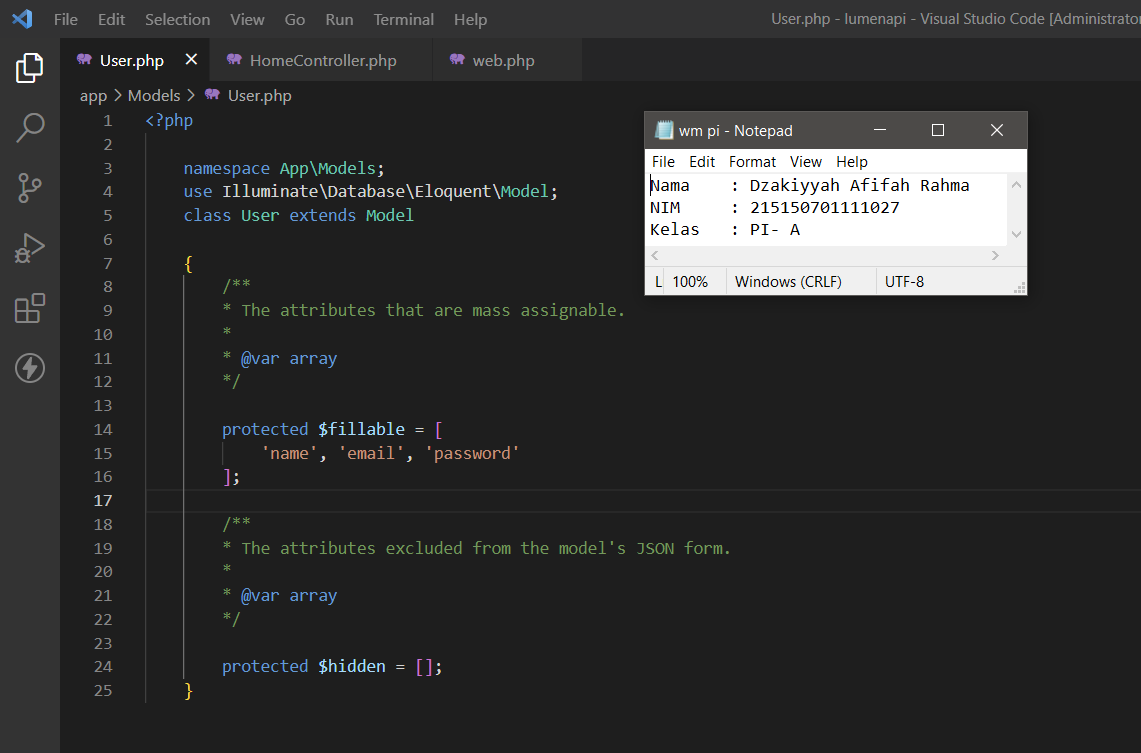 File Edit Selection View Go Run Terminal Help User.php - lumenapi - Visual Studio Code [Administrator
User.php HomeController.php web.php
app > Models > User.php
1 <?php
2
3 namespace App\Models;
4 use Illuminate\Database\Eloquent\Model;
5 class User extends Model
6
7 {
8 /**
9 * The attributes that are mass assignable.
10 *
11 * @var array
12 */
13
14 protected $fillable = [
15 'name', 'email', 'password'
16 ];
17
18 /**
19 * The attributes excluded from the model's JSON form.
20 *
21 * @var array
22 */
23
24 protected $hidden = [];
25 }
wm pi - Notepad
File Edit Format View Help
Nama : Dzakiyyah Afifah Rahma
NIM : 215150701111027
Kelas : PI- A
L 100% Windows (CRLF) UTF-8